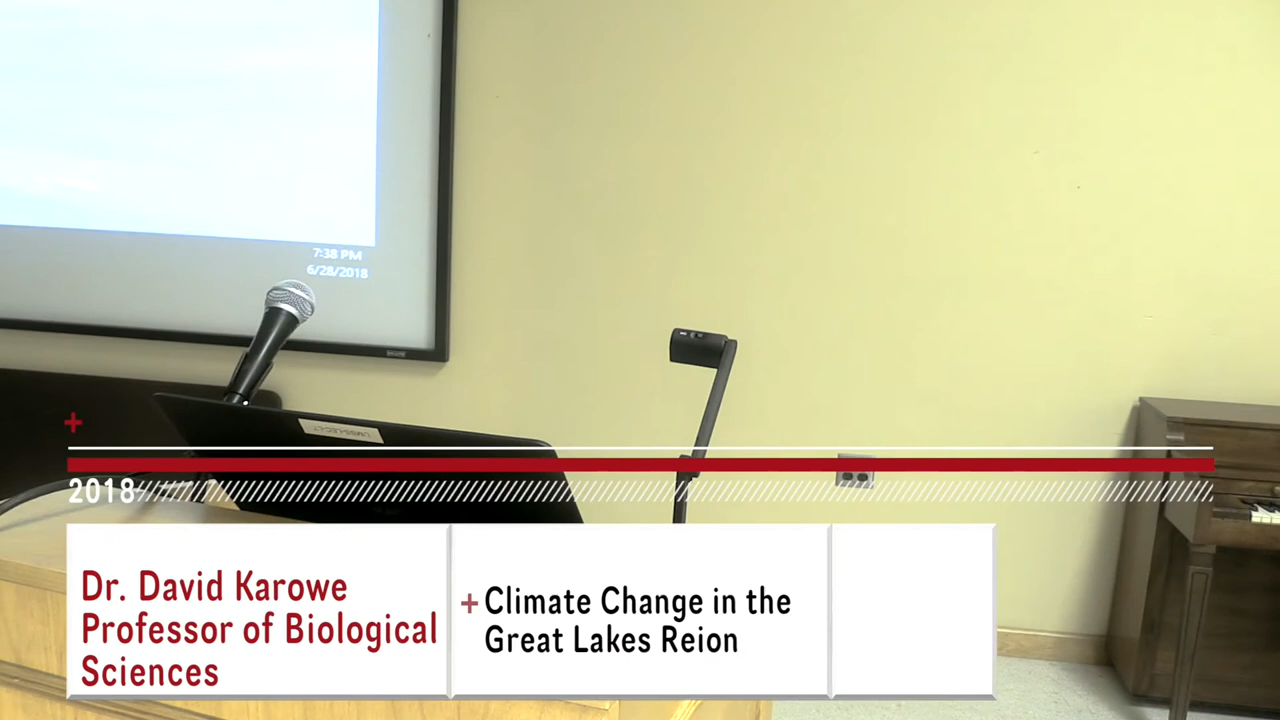 7:38 PM
6/28/2018
+
2018
Dr. David Karowe
Professor of Biological
Sciences
+Climate Change in the
Great Lakes Reion